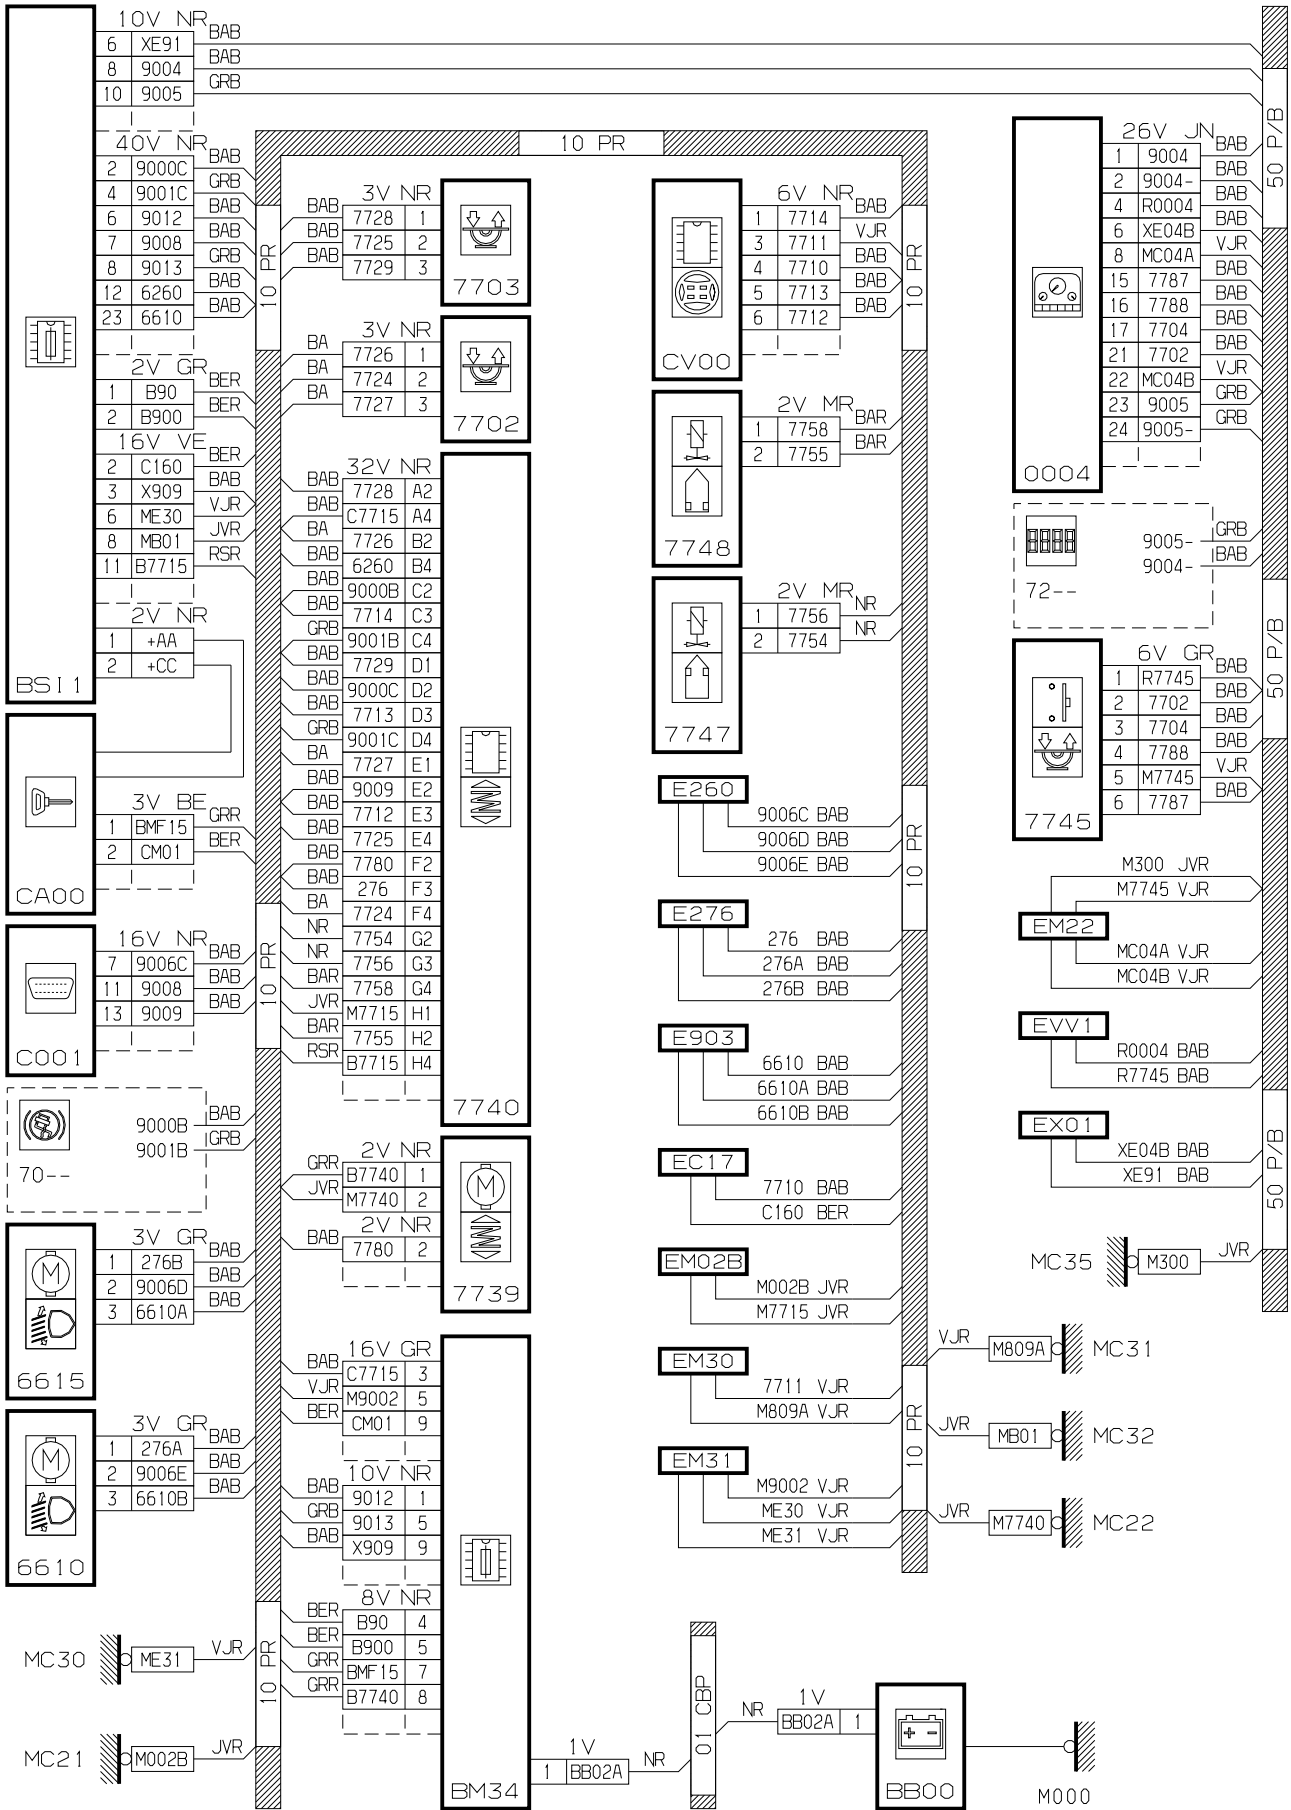 10V NR
6 XE91 BAB
8 9004 BAB
10 9005 GRB
40V NR
2 9000C BAB
4 9001C GRB
6 9012 BAB
7 9008 BAB
8 9013 GRB
12 6260 BAB
23 6610 BAB
2V GR
1 B90 BER
2 B900 BER
16V VE
2 C160 BER
3 X909 BAB
6 ME30 VJR
8 MB01 JVR
11 B7715 RSR
2V NR
1 +AA
2 +CC
BSI1
3V BE
1 BMF15 GRR
2 CM01 BER
CA00
16V NR
7 9006C BAB
11 9008 BAB
13 9009 BAB
C001
9000B BAB
9001B GRB
70--
3V GR
1 276B BAB
2 9006D BAB
3 6610A BAB
6615
3V GR
1 276A BAB
2 9006E BAB
3 6610B BAB
6610
MC30 ME31 VJR
MC21 M002B JVR
10 PR
10 PR
10 PR
10 PR
3V NR
BAB 7728 1
BAB 7725 2
BAB 7729 3
7703
3V NR
BA 7726 1
BA 7724 2
BA 7727 3
7702
32V NR
BAB 7728 A2
BAB C7715 A4
BA 7726 B2
BAB 6260 B4
BAB 9000B C2
BAB 7714 C3
GRB 9001B C4
BAB 7729 D1
BAB 9000C D2
BAB 7713 D3
GRB 9001C D4
BA 7727 E1
BAB 9009 E2
BAB 7712 E3
BAB 7725 E4
BAB 7780 F2
BAB 276 F3
BA 7724 F4
NR 7754 G2
NR 7756 G3
BAR 7758 G4
JVR M7715 H1
BAR 7755 H2
RSR B7715 H4
7740
2V NR
GRR B7740 1
JVR M7740 2
2V NR
BAB 7780 2
M
7739
16V GR
BAB C7715 3
VJR M9002 5
BER CM01 9
10V NR
BAB 9012 1
GRB 9013 5
BAB X909 9
8V NR
BER B90 4
BER B900 5
GRR BMF15 7
GRR B7740 8
BM34
1V
1 BB02A NR
01 CBP
1V
NR BB02A 1
BB00
M000
6V NR
1 7714 BAB
3 7711 VJR
4 7710 BAB
5 7713 BAB
6 7712 BAB
CV00
2V MR
1 7758 BAR
2 7755 BAR
7748
2V MR
1 7756 NR
2 7754 NR
7747
E260
9006C BAB
9006D BAB
9006E BAB
E276
276 BAB
276A BAB
276B BAB
E903
6610 BAB
6610A BAB
6610B BAB
EC17
7710 BAB
C160 BER
EM02B
M002B JVR
M7715 JVR
EM30
7711 VJR
M809A VJR
EM31
M9002 VJR
ME30 VJR
ME31 VJR
10 PR
10 PR
10 PR
VJR M809A MC31
JVR MB01 MC32
JVR M7740 MC22
26V JN
1 9004 BAB
2 9004- BAB
4 R0004 BAB
6 XE04B BAB
8 MC04A VJR
15 7787 BAB
16 7788 BAB
17 7704 BAB
21 7702 BAB
22 MC04B VJR
23 9005 GRB
24 9005- GRB
0004
9005- GRB
9004- BAB
72--
6V GR
1 R7745 BAB
2 7702 BAB
3 7704 BAB
4 7788 BAB
5 M7745 VJR
6 7787 BAB
7745
M300 JVR
M7745 VJR
EM22
MC04A VJR
MC04B VJR
EVV1
R0004 BAB
R7745 BAB
EX01
XE04B BAB
XE91 BAB
MC35 M300 JVR
50 P/B
50 P/B
50 P/B
M
M